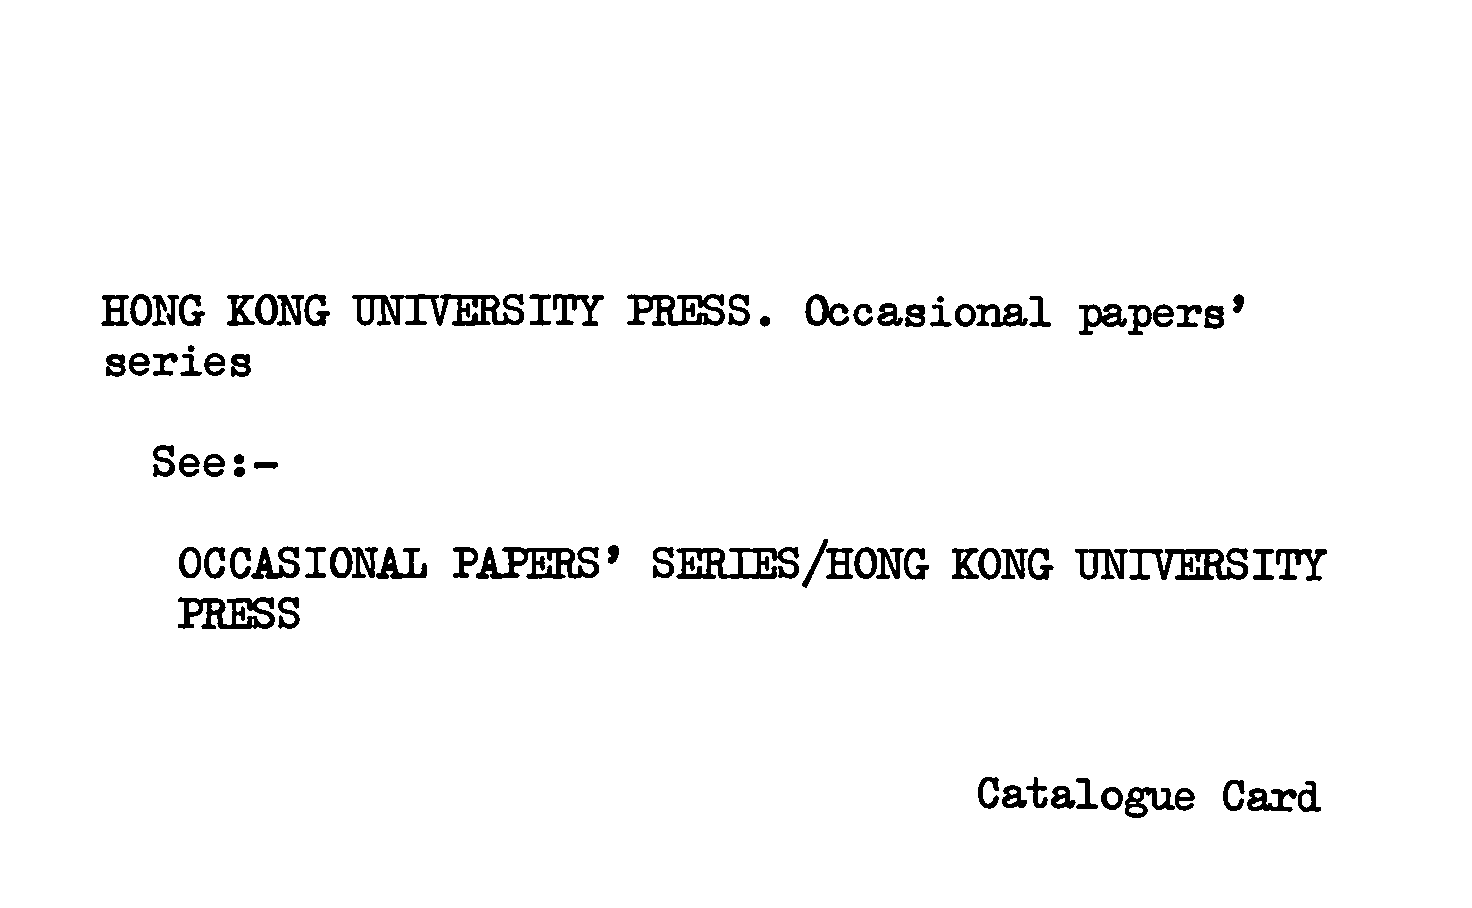 HONG KONG UNIVERSITY PRESS. Occasional papers'
series
See:-
OCCASIONAL PAPERS' SERIES/HONG KONG UNIVERSITY
PRESS
Catalogue Card